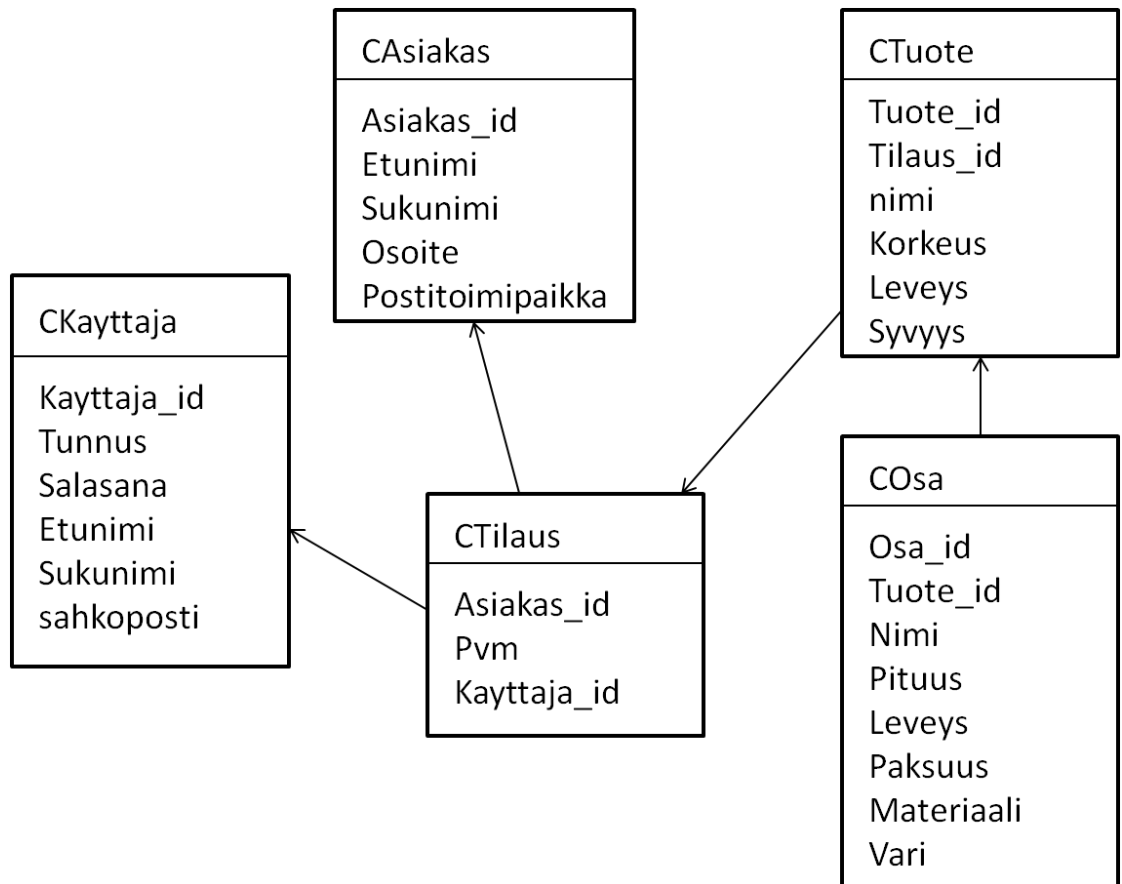 CAsiakas
Asiakas_id
Etunimi
Sukunimi
Osoite
Postitoimipaikka
CTuote
Tuote_id
Tilaus_id
nimi
Korkeus
Leveys
Syvyys
CKayttaja
Kayttaja_id
Tunnus
Salasana
Etunimi
Sukunimi
sahkoposti
CTilaus
Asiakas_id
Pvm
Kayttaja_id
COsa
Osa_id
Tuote_id
Nimi
Pituus
Leveys
Paksuus
Materiaali
Vari